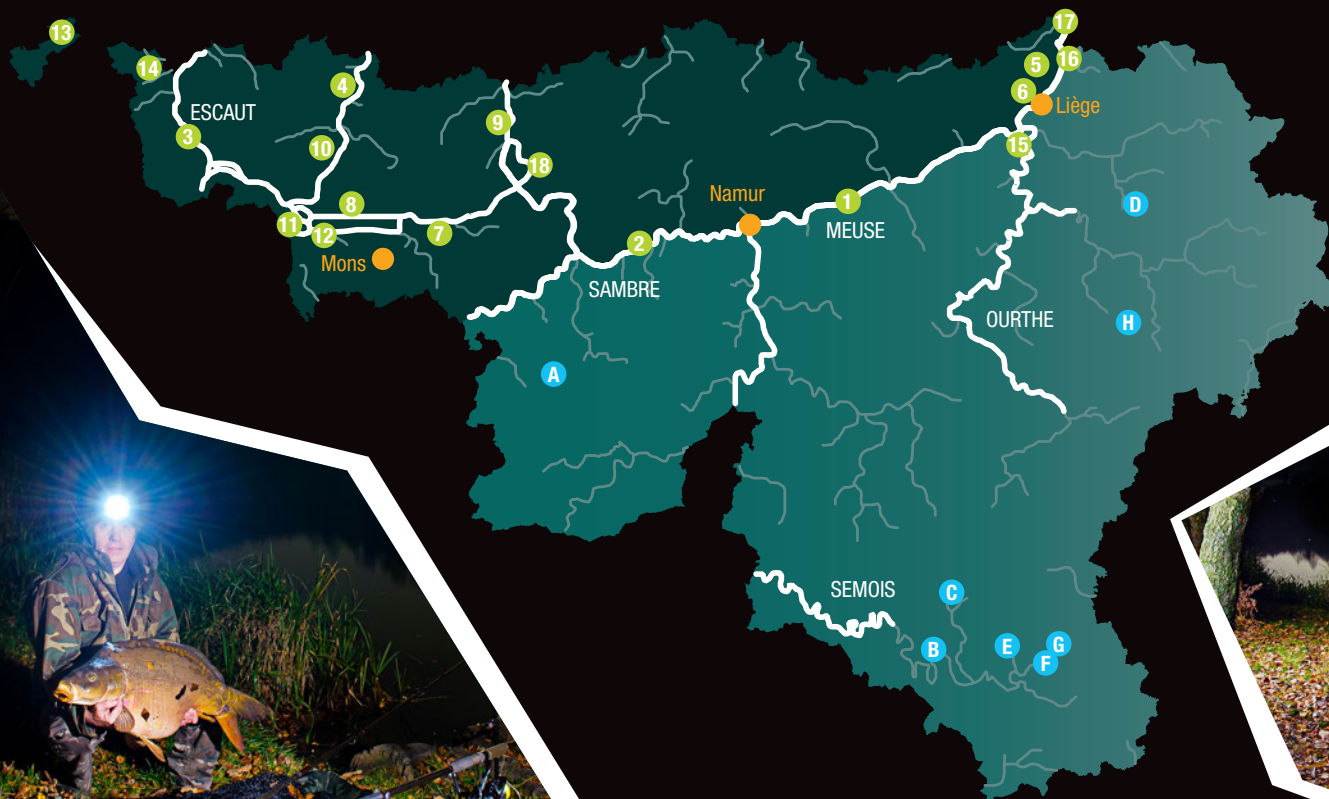 13
17
14
16
5
4
6
ESCAUT
Liège
9
3
15
10
18
Namur
1
D
8
11
12
7
MEUSE
2
Mons
SAMBRE
OURTHE
H
A
SEMOIS
C
B
E
G
F